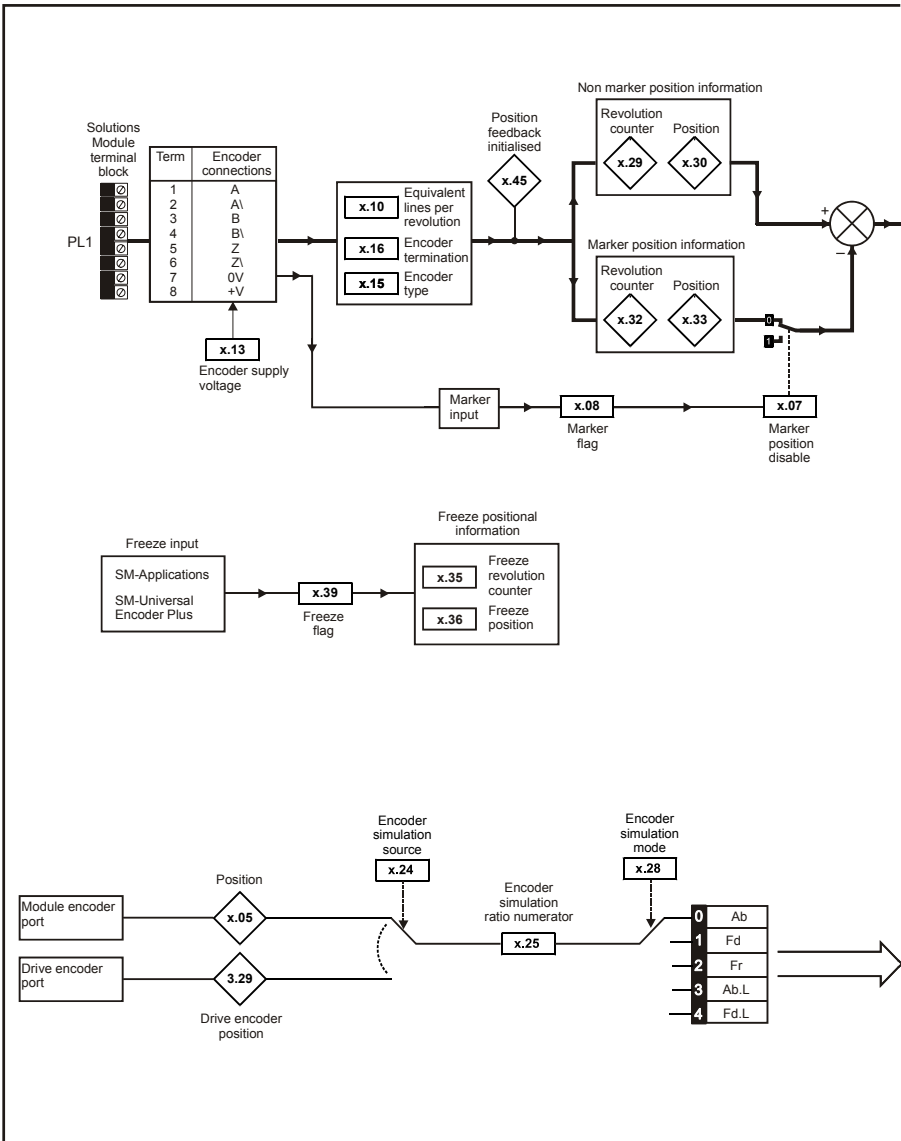 Non marker position information
Revolution
counter
Position
x.29
x.30
Position
feedback
initialised
x.45
Solutions
Module
terminal
block
PL1
Term
Encoder
connections
1 A
2 A\
3 B
4 B\
5 Z
6 Z\
7 0V
8 +V
x.10
Equivalent
lines per
revolution
x.16
Encoder
termination
x.15
Encoder
type
+
−
Marker position information
Revolution
counter
Position
x.32
x.33
0
1
x.13
Encoder supply
voltage
Marker
input
x.08
Marker
flag
x.07
Marker
position
disable
Freeze input
SM-Applications
SM-Universal
Encoder Plus
x.39
Freeze
flag
Freeze positional
information
x.35
Freeze
revolution
counter
x.36
Freeze
position
Encoder
simulation
source
x.24
Encoder
simulation
mode
x.28
Module encoder
port
Position
x.05
Encoder
simulation
ratio numerator
x.25
Drive encoder
port
3.29
Drive encoder
position
0 Ab
1 Fd
2 Fr
3 Ab.L
4 Fd.L